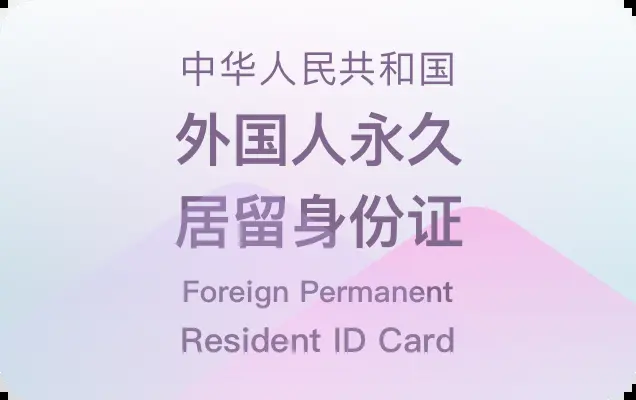 中华人民共和国
外国人永久
居留身份证
Foreign Permanent
Resident ID Card